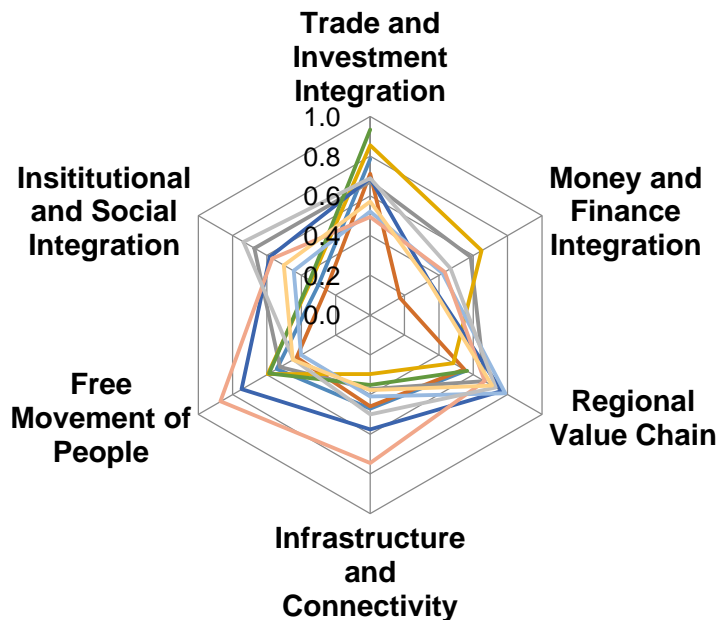 Trade and
Investment
Integration
1.0
0.8
0.6
0.4
0.2
0.0
Money and
Finance
Integration
Regional
Value Chain
Infrastructure
and
Connectivity
Free
Movement of
People
Insititutional
and Social
Integration